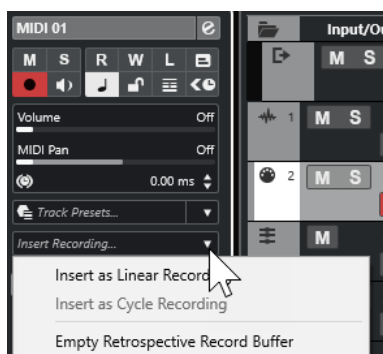 MIDI 01 e
M S R W L
Volume Off
MIDI Pan Off
0.00 ms
Track Presets...
Insert Recording...
Insert as Linear Record
Insert as Cycle Recording
Empty Retrospective Record Buffer
Input/Ou
M S
1 M S
2 M S
M